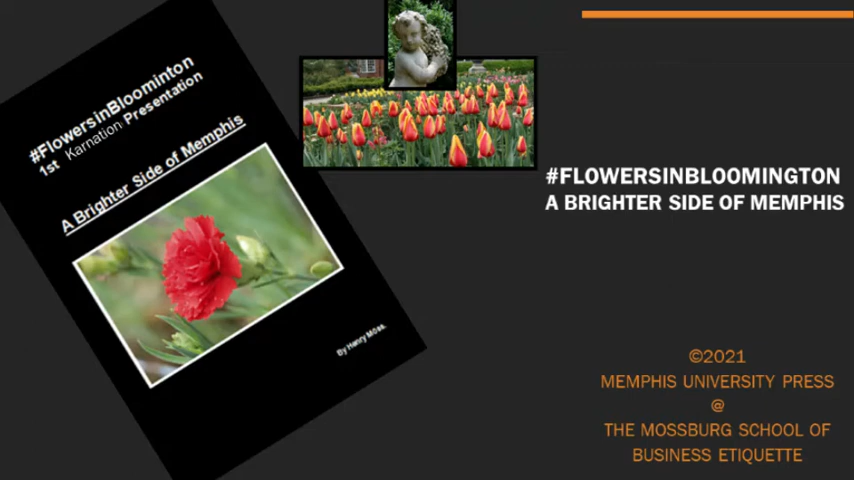 #FlowersinBloominton
1st Karnation Presentation
A Brighter Side of Memphis
By Henry Moss.
#FLOWERSINBLOOMINGTON
A BRIGHTER SIDE OF MEMPHIS
©2021
MEMPHIS UNIVERSITY PRESS
@
THE MOSSBURG SCHOOL OF
BUSINESS ETIQUETTE